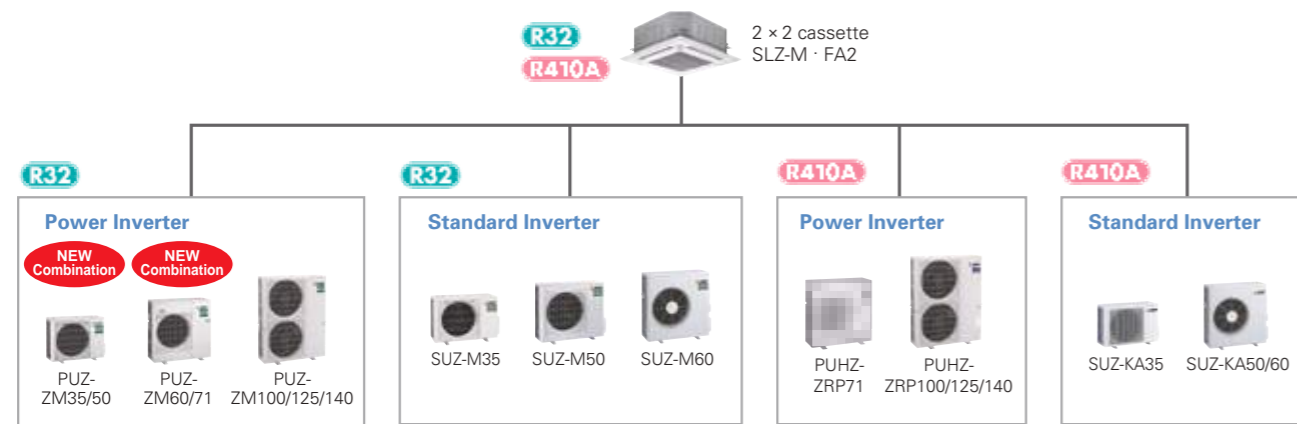 R32
R410A
2 × 2 cassette
SLZ-M · FA2
R32
R32
R410A
R410A
Power Inverter
NEW
Combination
NEW
Combination
PUZ-
ZM35/50
PUZ-
ZM60/71
PUZ-
ZM100/125/140
Standard Inverter
SUZ-M35
SUZ-M50
SUZ-M60
Power Inverter
PUHZ-
ZRP71
PUHZ-
ZRP100/125/140
Standard Inverter
SUZ-KA35
SUZ-KA50/60